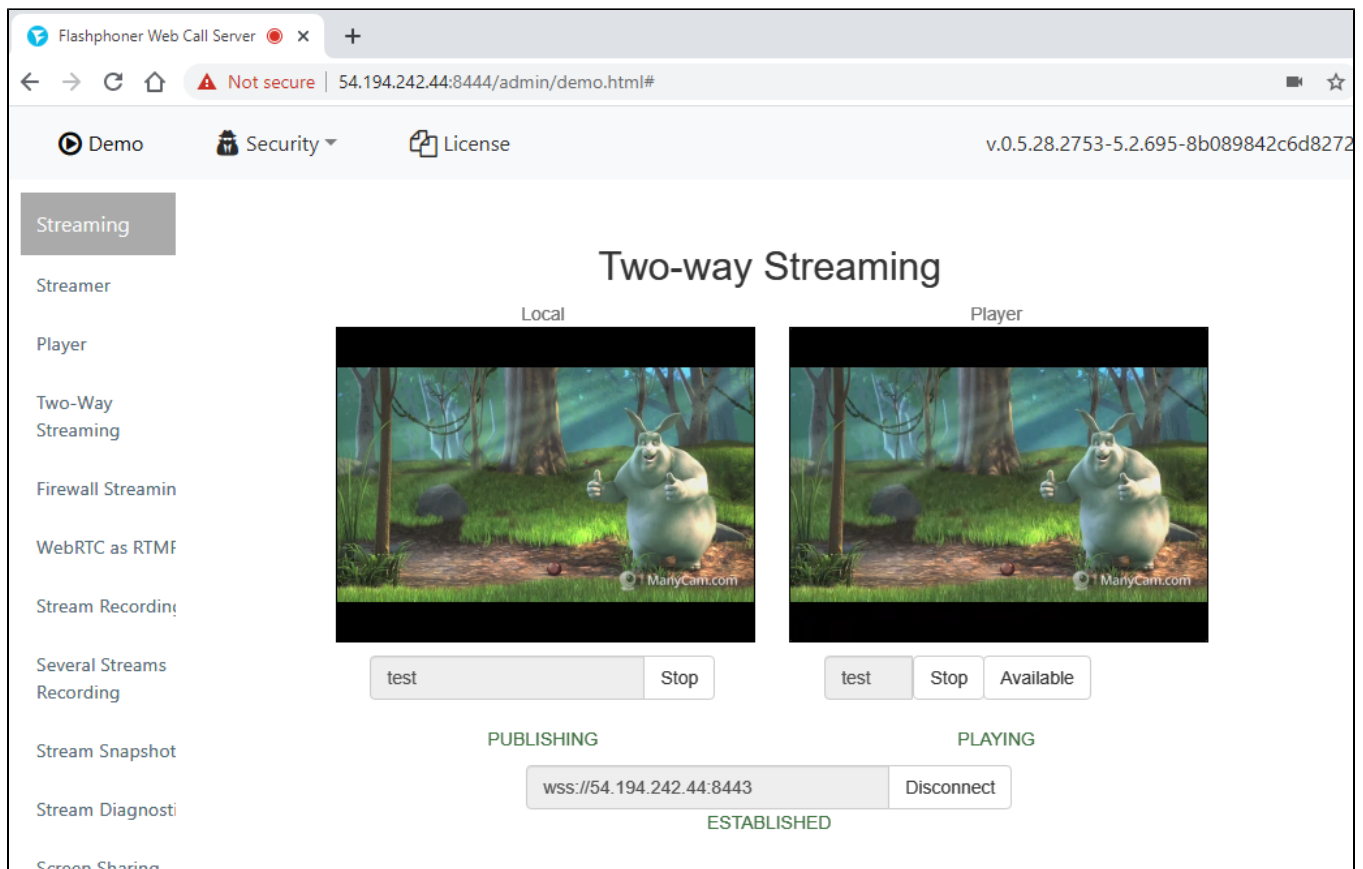 Flashphoner Web Call Server
Not secure 54.194.242.44:8444/admin/demo.html#
Demo Security License v.0.5.28.2753-5.2.695-8b089842c6d8272
Streaming
Streamer
Player
Two-Way
Streaming
Firewall Streamin
WebRTC as RTMF
Stream Recording
Several Streams
Recording
Stream Snapshot
Stream Diagnosti
Screen Sharing
Two-way Streaming
Local Player
ManyCam.com ManyCam.com
test Stop test Stop Available
PUBLISHING PLAYING
wss://54.194.242.44:8443 Disconnect
ESTABLISHED